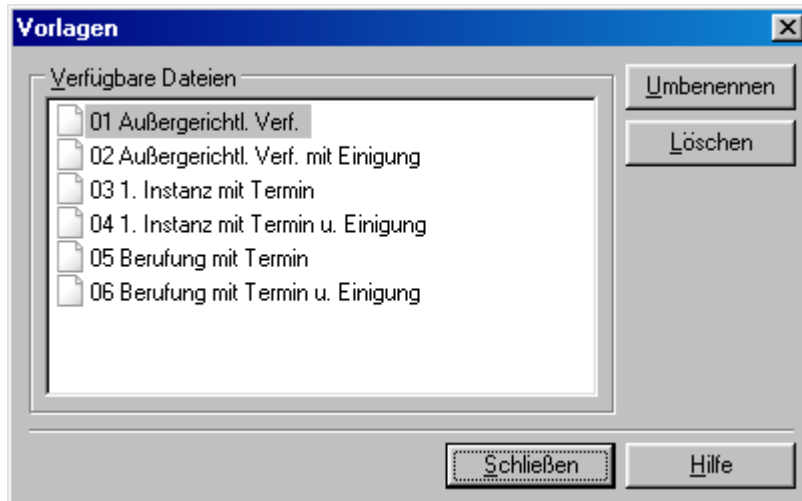 Vorlagen
Verfügbare Dateien
01 Außergerichtl. Verf.
02 Außergerichtl. Verf. mit Einigung
03 1. Instanz mit Termin
04 1. Instanz mit Termin u. Einigung
05 Berufung mit Termin
06 Berufung mit Termin u. Einigung
Umbenennen
Löschen
Schließen
Hilfe